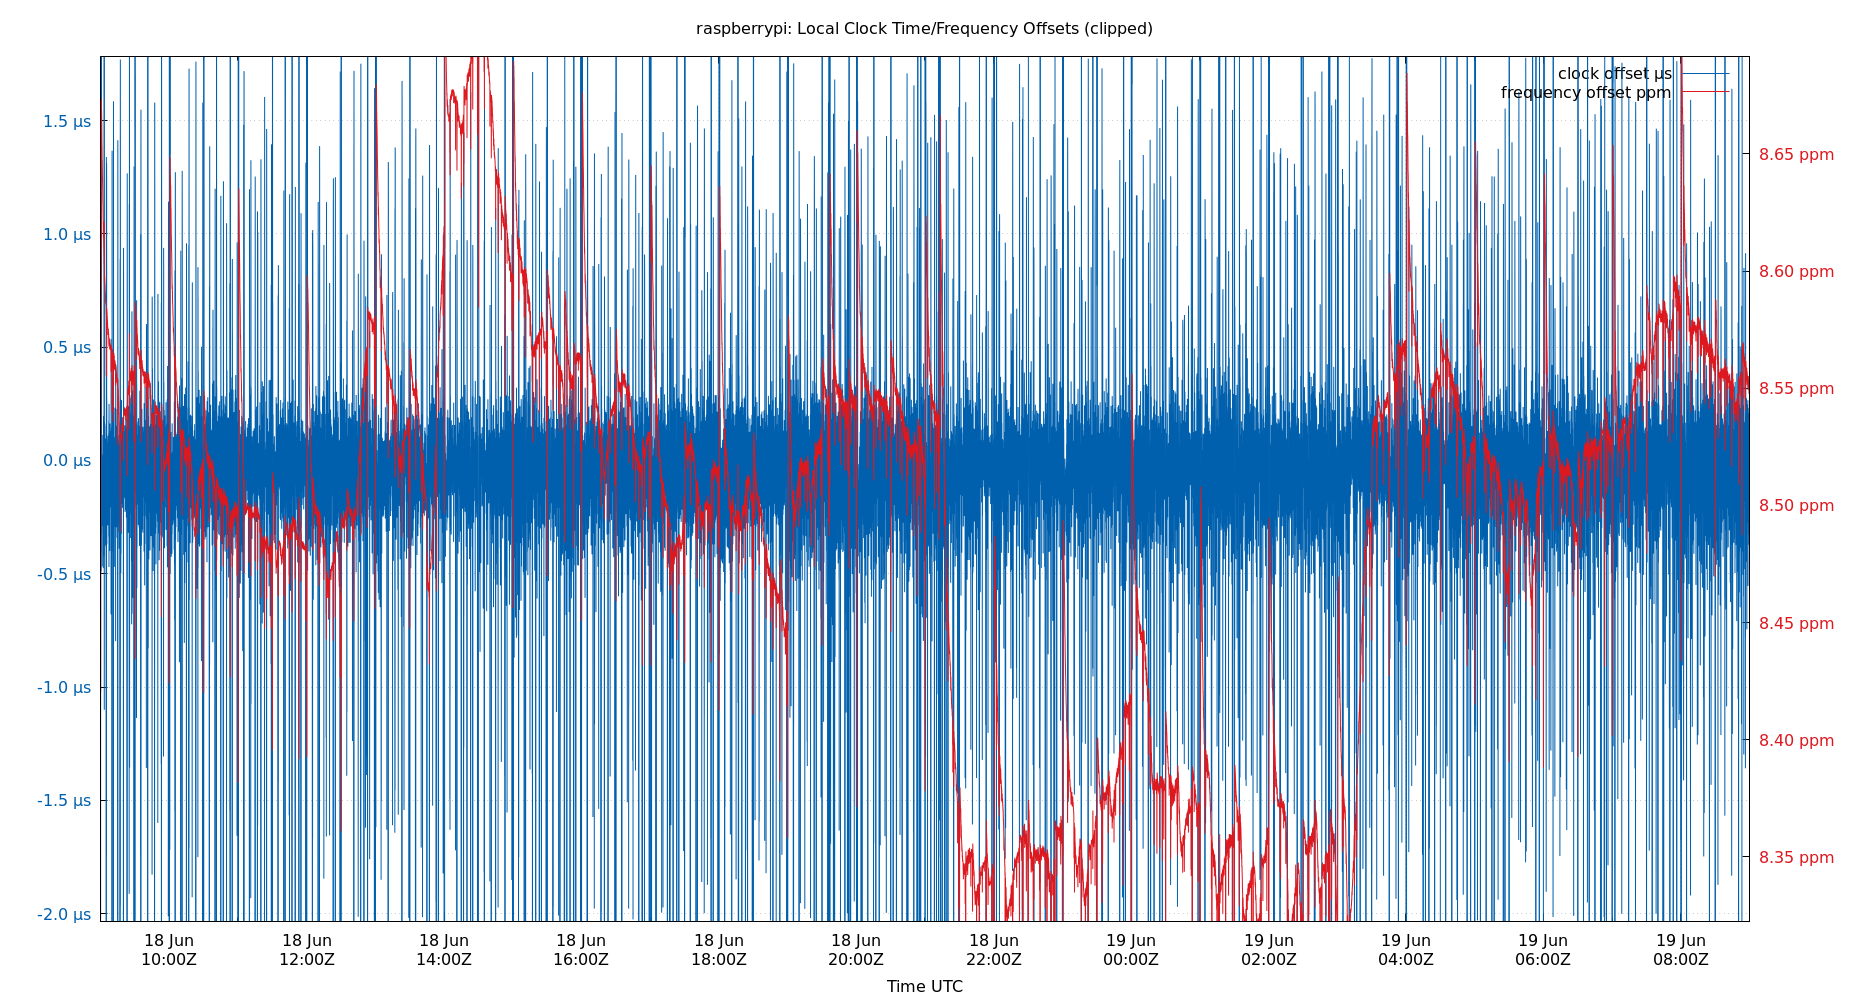 raspberrypi: Local Clock Time/Frequency Offsets (clipped)
clock offset µs
frequency offset ppm
1.5 µs
1.0 µs
0.5 µs
0.0 µs
-0.5 µs
-1.0 µs
-1.5 µs
-2.0 µs
8.65 ppm
8.60 ppm
8.55 ppm
8.50 ppm
8.45 ppm
8.40 ppm
8.35 ppm
18 Jun 18 Jun 18 Jun 18 Jun 18 Jun 18 Jun 18 Jun 19 Jun 19 Jun 19 Jun 19 Jun 19 Jun
10:00Z 12:00Z 14:00Z 16:00Z 18:00Z 20:00Z 22:00Z 00:00Z 02:00Z 04:00Z 06:00Z 08:00Z
Time UTC